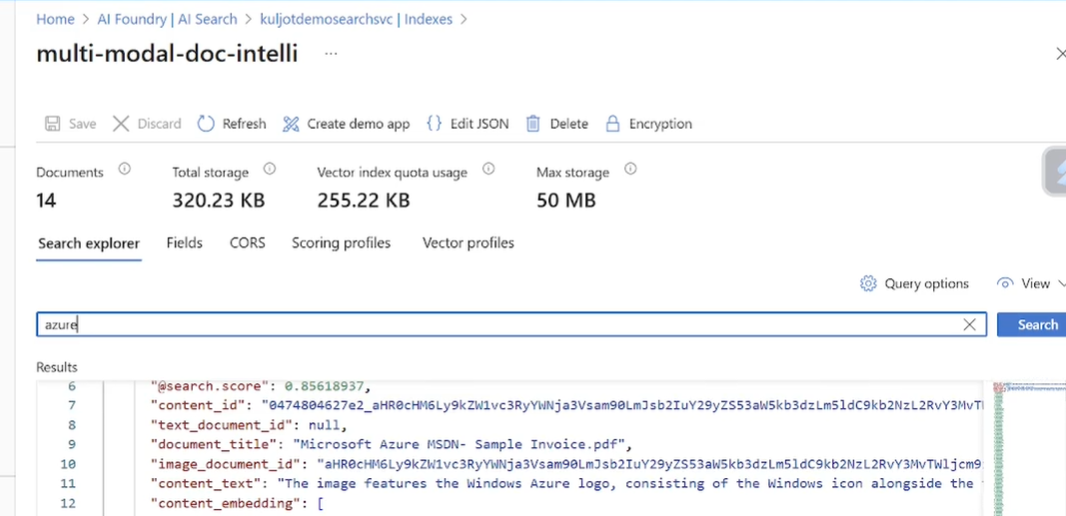 Home > AI Foundry | AI Search > kuljotdemosearchsvc | Indexes >
multi-modal-doc-intelli ...
Save Discard Refresh Create demo app {} Edit JSON Delete Encryption
Documents Total storage Vector index quota usage Max storage
14 320.23 KB 255.22 KB 50 MB
Search explorer Fields CORS Scoring profiles Vector profiles
Query options View
azure Search
Results
6 "@search.score": 0.85618937,
7 "content_id": "0474804627e2_
8 "text_document_id": null,
9 "document_title": "Microsoft Azure MSDN- Sample Invoice.pdf",
10 "image_document_id": "
11 "content_text": "The image features the Windows Azure logo, consisting of the Windows icon alongside the
12 "content_embedding": [